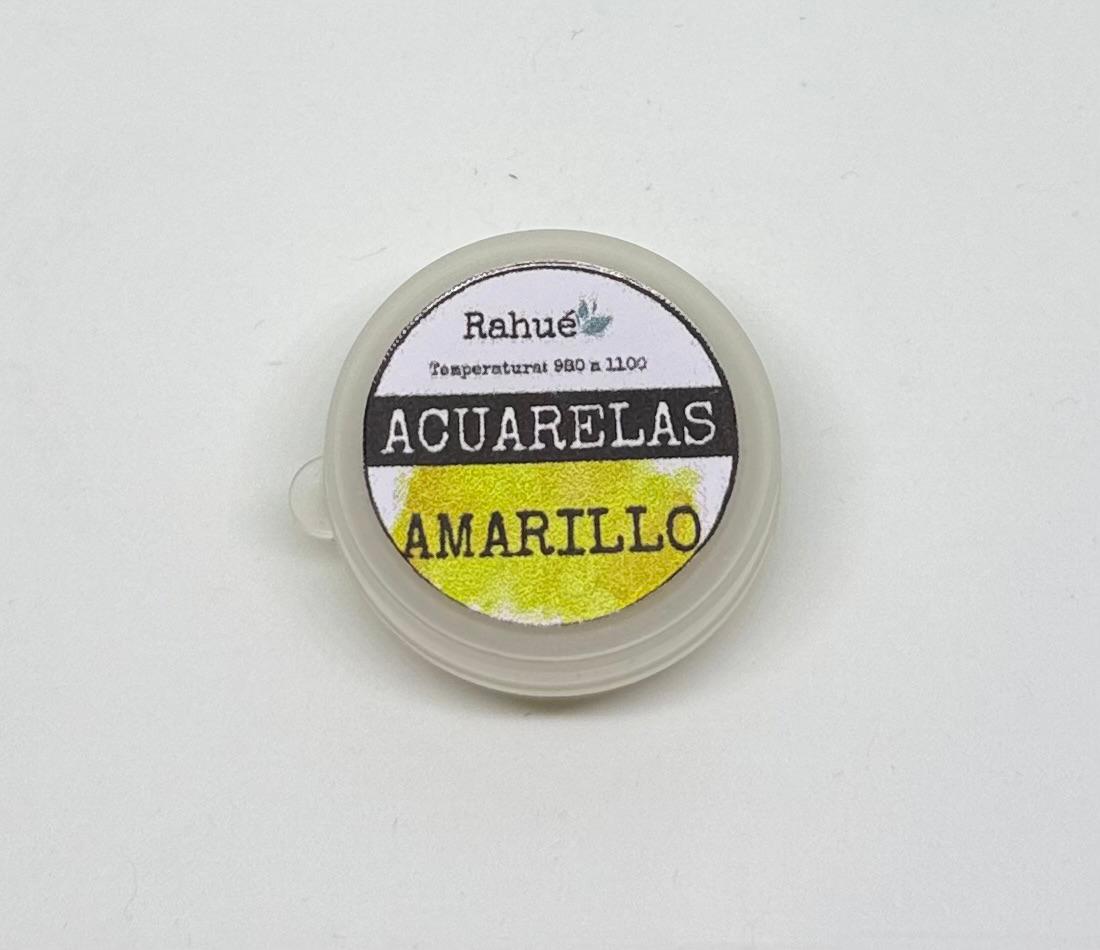 Rahué
Temperatura: 980 a 1100
ACUARELAS
AMARILLO